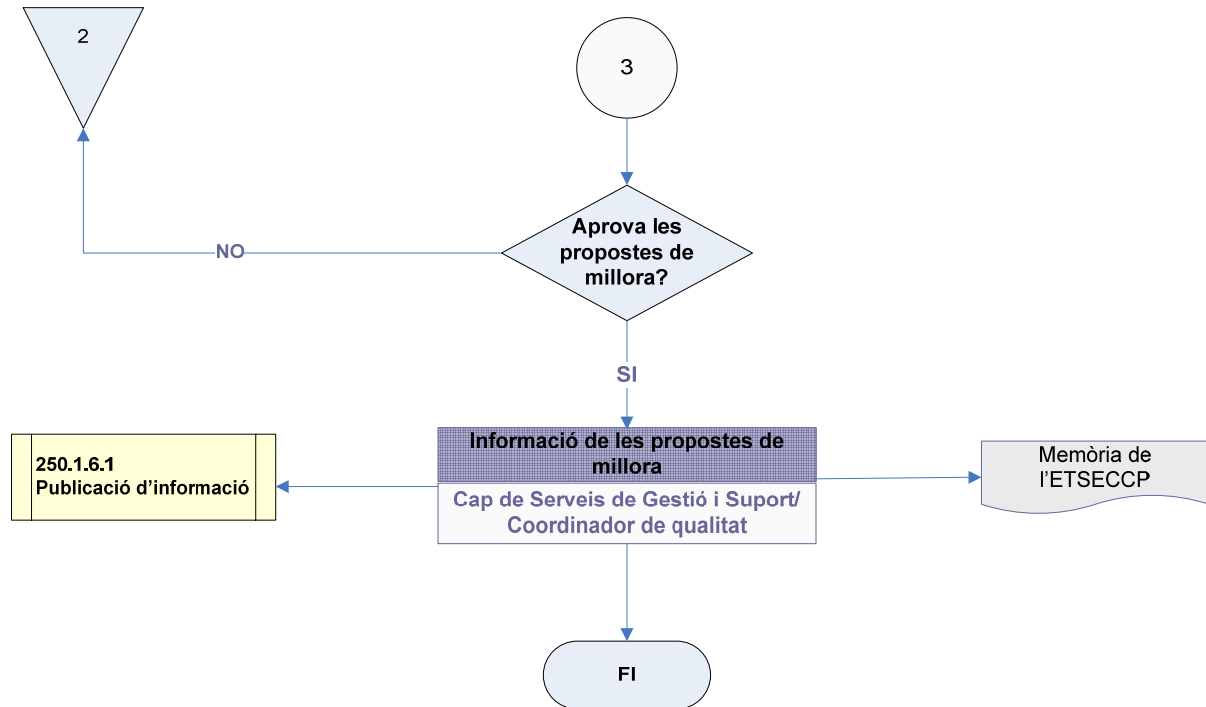 2
3
Aprova les
propostes de
millora?
NO
SI
Informació de les propostes de
millora
Cap de Serveis de Gestió i Suport/
Coordinador de qualitat
250.1.6.1
Publicació d’informació
Memòria de
l’ETSECCP
FI